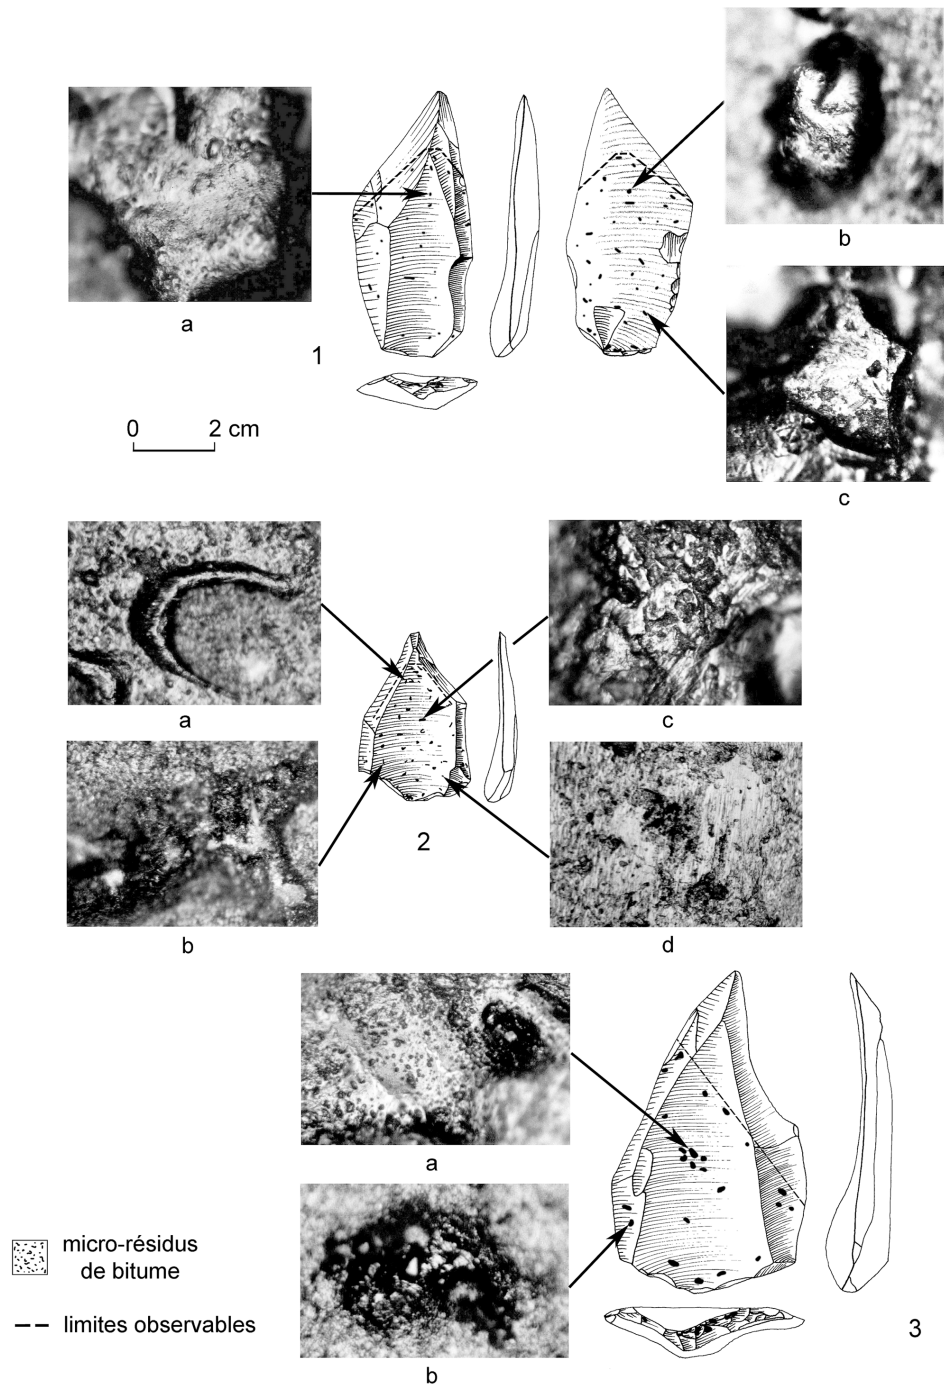 b
a
1
0 2 cm
c
a
c
2
b
d
a
micro-résidus
de bitume
limites observables
3
b